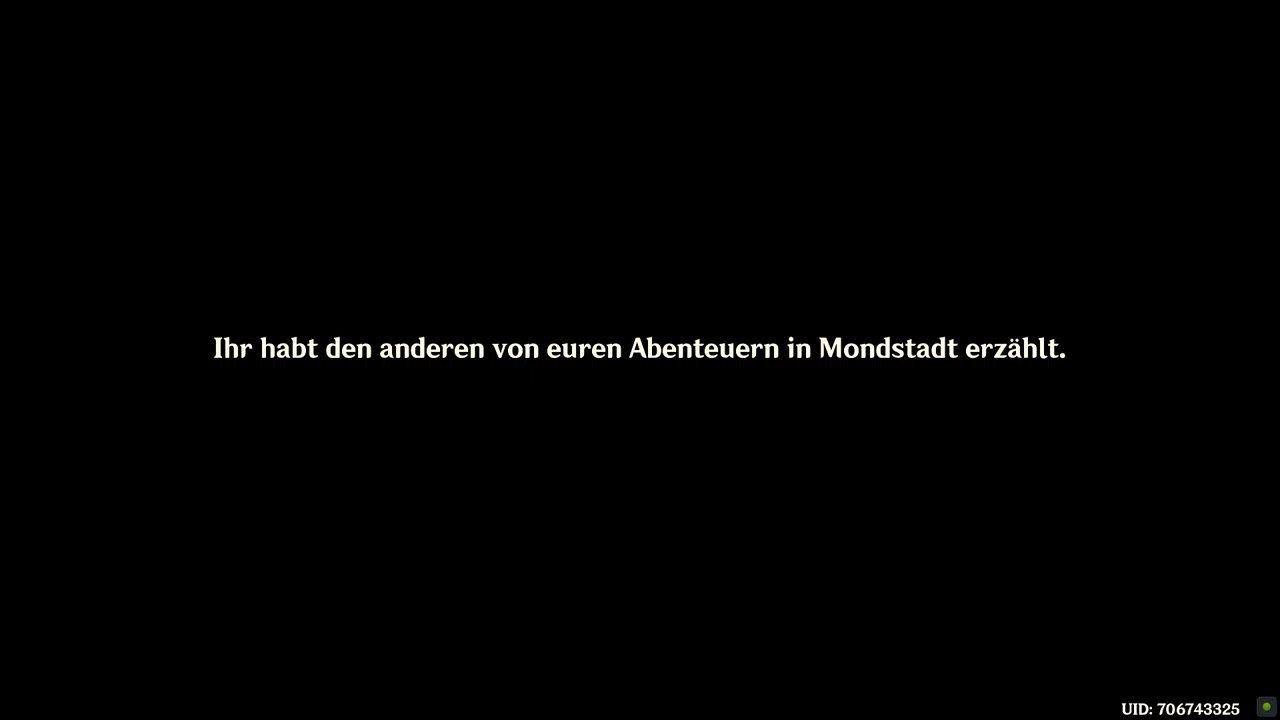 Ihr habt den anderen von euren Abenteuern in Mondstadt erzählt.
UID: 706743325